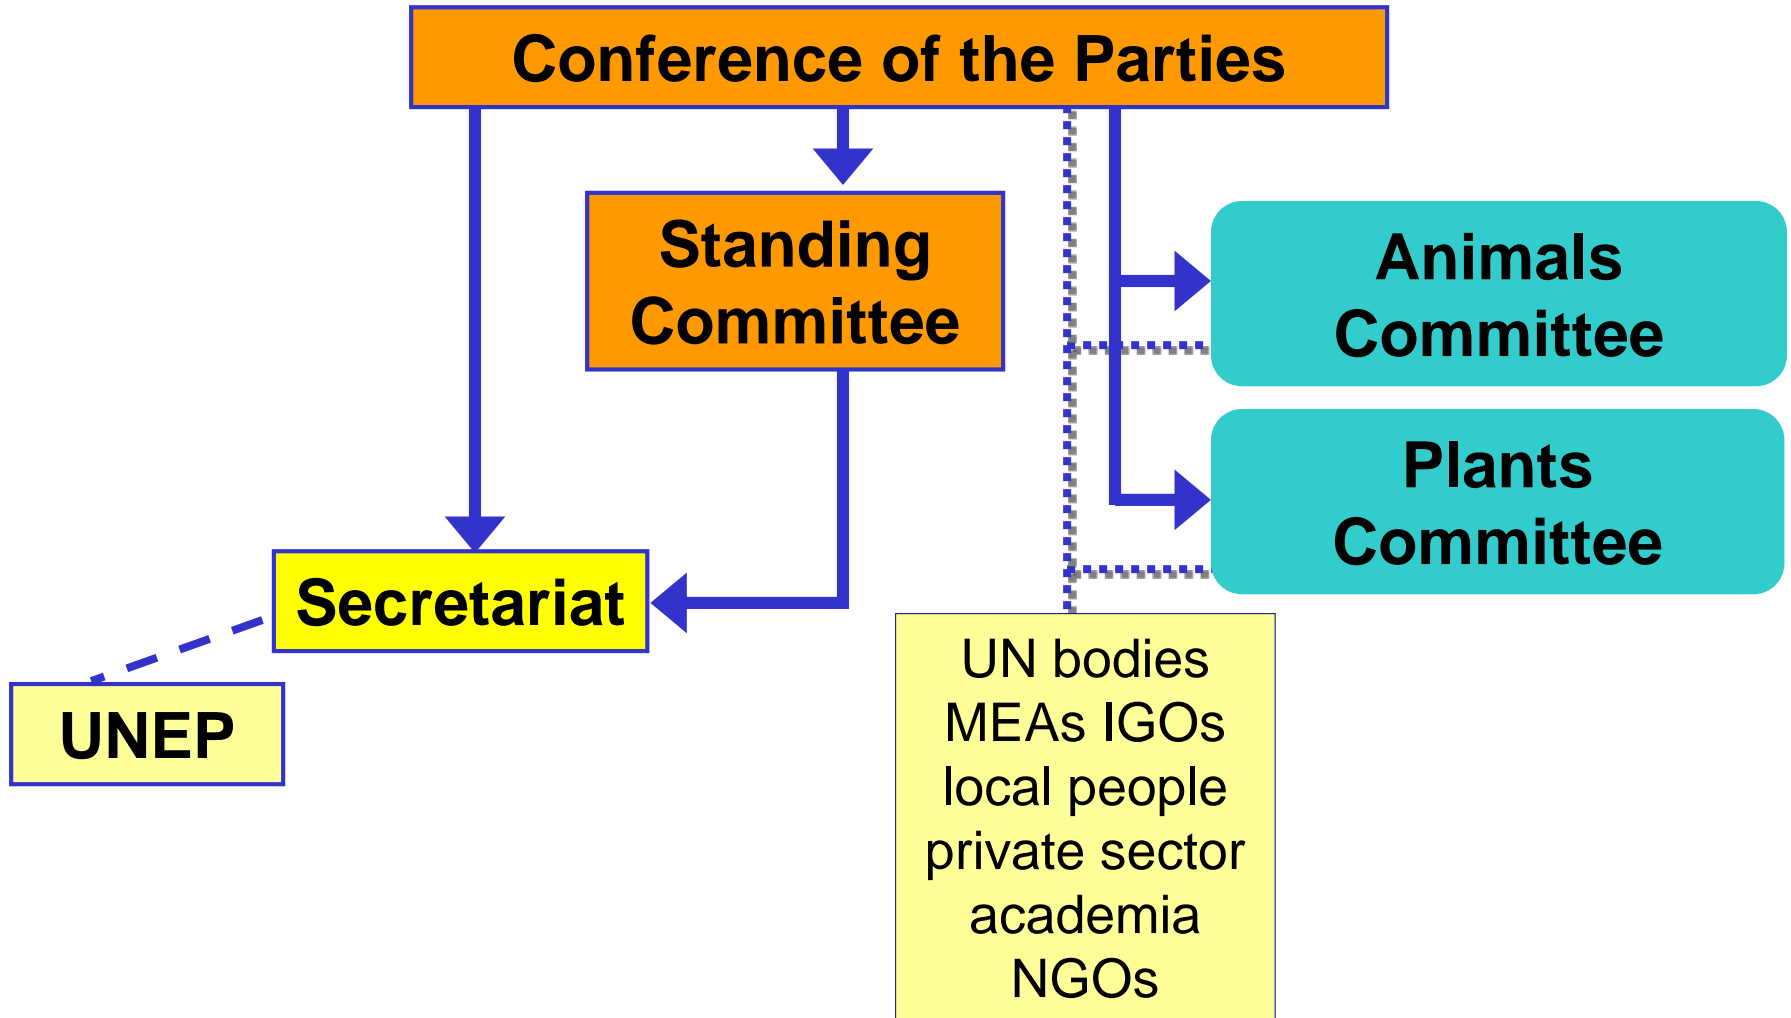 Conference of the Parties
Standing
Committee
Animals
Committee
Plants
Committee
Secretariat
UNEP
UN bodies
MEAs IGOs
local people
private sector
academia
NGOs